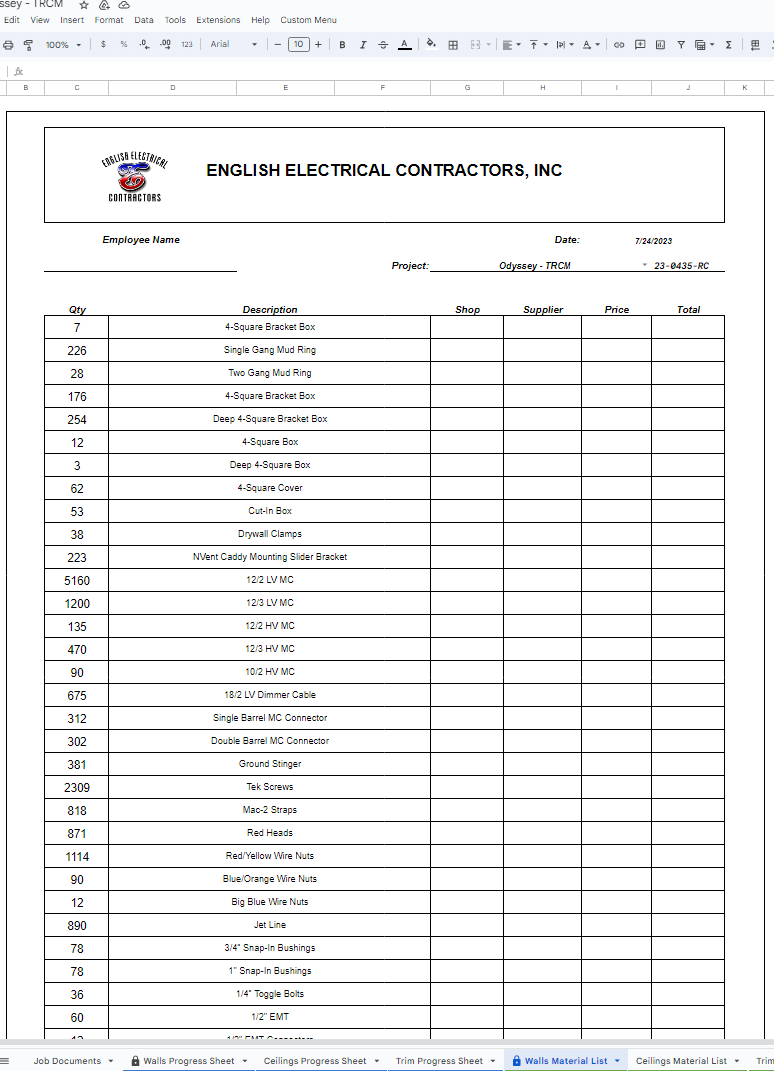 ssey - TRCM
Edit View Insert Format Data Tools Extensions Help Custom Menu
100% $ % .0 .00 123 Arial − 10 + B I S A Σ
fx
B C D E F G H I J K
ENGLISH ELECTRICAL
CONTRACTORS
ENGLISH ELECTRICAL CONTRACTORS, INC
Employee Name Date: 7/24/2023
Project: Odyssey - TRCM 23-0435-RC
Qty Description Shop Supplier Price Total
7 4-Square Bracket Box
226 Single Gang Mud Ring
28 Two Gang Mud Ring
176 4-Square Bracket Box
254 Deep 4-Square Bracket Box
12 4-Square Box
3 Deep 4-Square Box
62 4-Square Cover
53 Cut-In Box
38 Drywall Clamps
223 NVent Caddy Mounting Slider Bracket
5160 12/2 LV MC
1200 12/3 LV MC
135 12/2 HV MC
470 12/3 HV MC
90 10/2 HV MC
675 18/2 LV Dimmer Cable
312 Single Barrel MC Connector
302 Double Barrel MC Connector
381 Ground Stinger
2309 Tek Screws
818 Mac-2 Straps
871 Red Heads
1114 Red/Yellow Wire Nuts
90 Blue/Orange Wire Nuts
12 Big Blue Wire Nuts
890 Jet Line
78 3/4" Snap-In Bushings
78 1" Snap-In Bushings
36 1/4" Toggle Bolts
60 1/2" EMT
Job Documents Walls Progress Sheet Ceilings Progress Sheet Trim Progress Sheet Walls Material List Ceilings Material List Trim